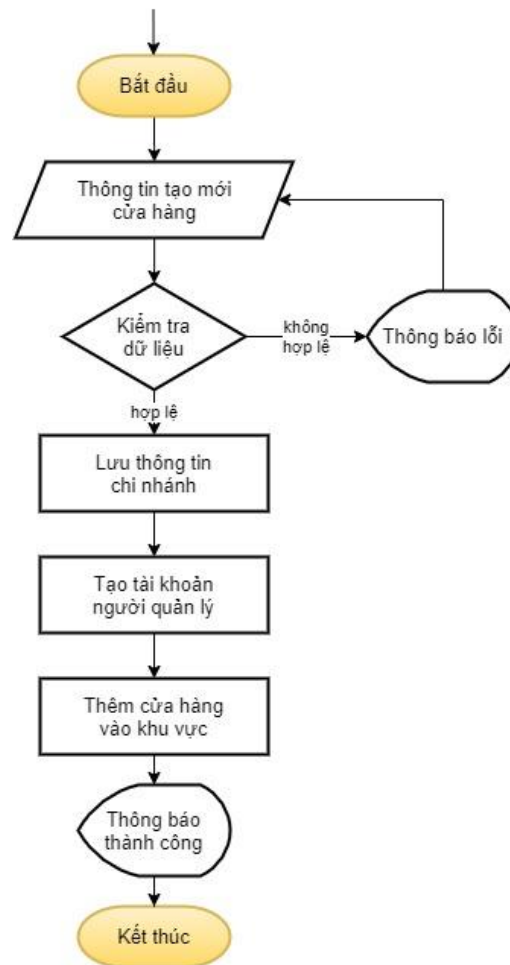 Bắt đầu
Thông tin tạo mới
cửa hàng
Kiểm tra
dữ liệu
không
hợp lệ
Thông báo lỗi
hợp lệ
Lưu thông tin
chi nhánh
Tạo tài khoản
người quản lý
Thêm cửa hàng
vào khu vực
Thông báo
thành công
Kết thúc